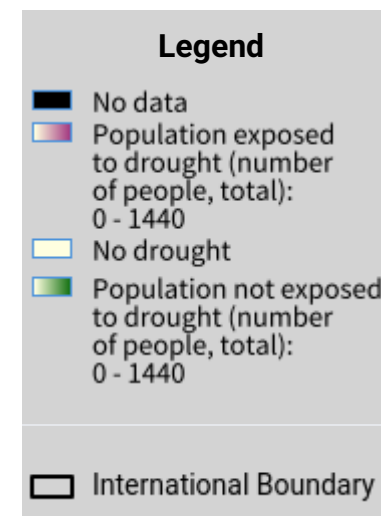 Legend
No data
Population exposed
to drought (number
of people, total):
0 - 1440
No drought
Population not exposed
to drought (number
of people, total):
0 - 1440
International Boundary